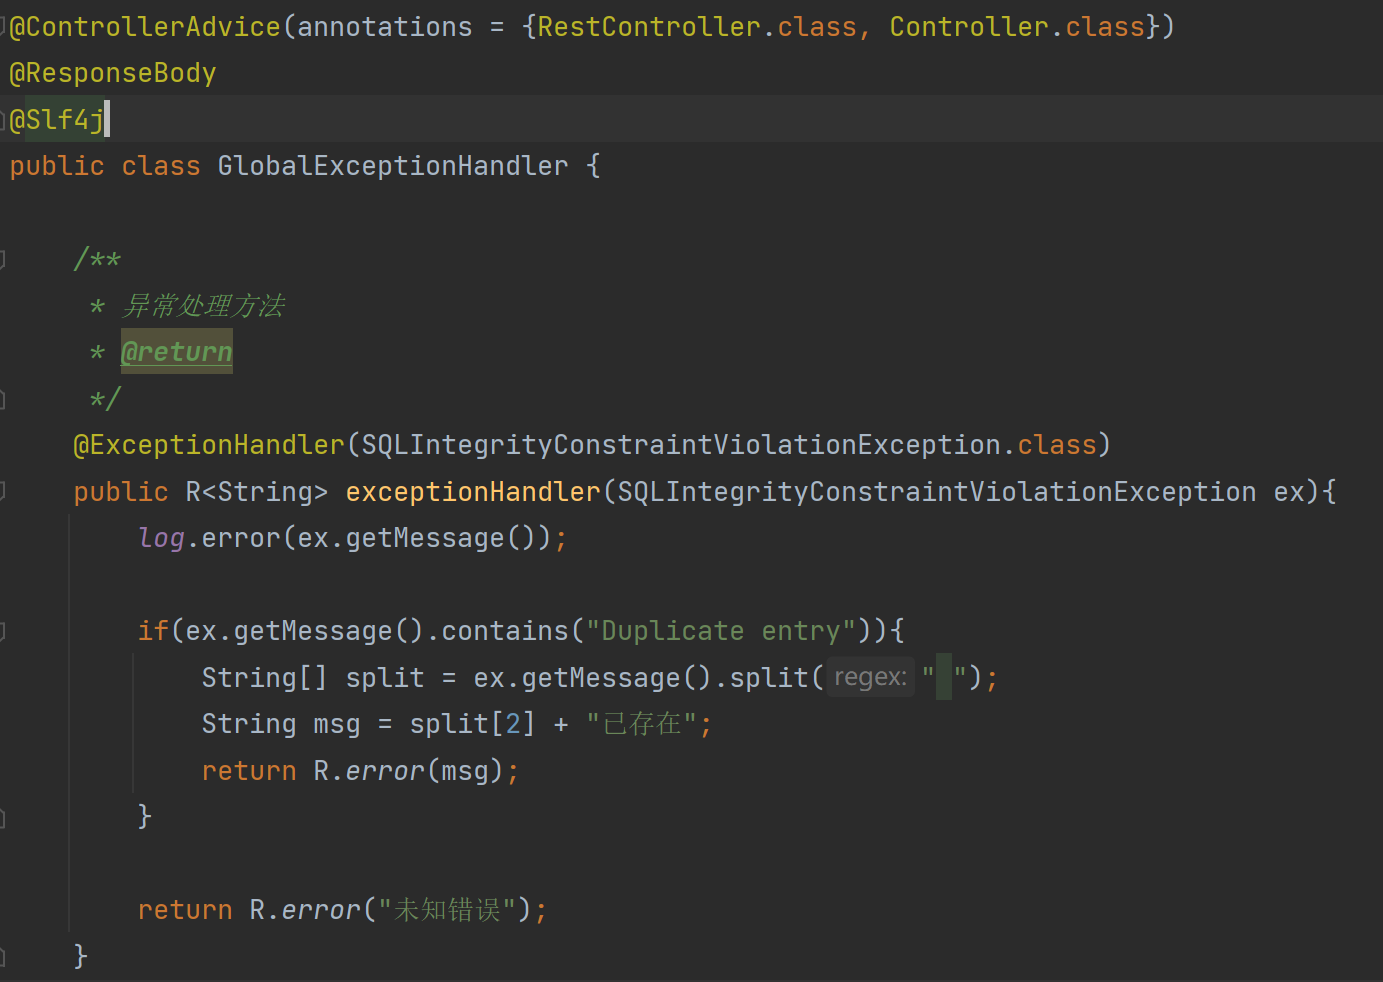 @ControllerAdvice(annotations = {RestController.class, Controller.class})
@ResponseBody
@Slf4j
public class GlobalExceptionHandler {
/**
* 异常处理方法
* @return
*/
@ExceptionHandler(SQLIntegrityConstraintViolationException.class)
public R<String> exceptionHandler(SQLIntegrityConstraintViolationException ex){
log.error(ex.getMessage());
if(ex.getMessage().contains("Duplicate entry")){
String[] split = ex.getMessage().split( regex: " ");
String msg = split[2] + "已存在";
return R.error(msg);
}
return R.error("未知错误");
}